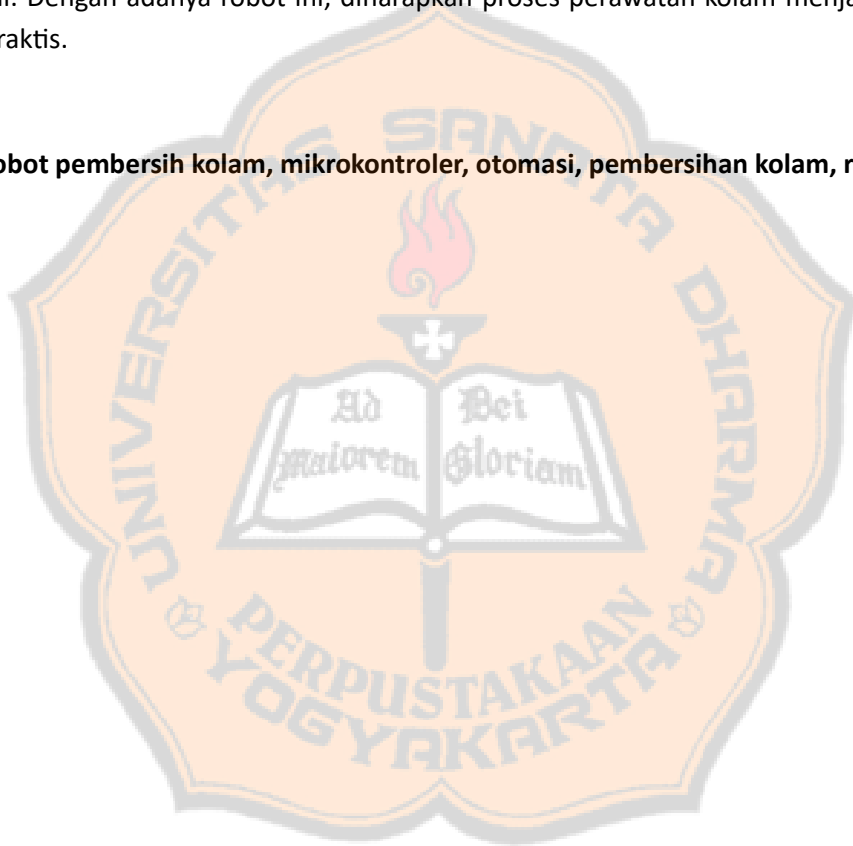 Dengan adanya robot ini, diharapkan proses perawatan kolam
raktis.
obot pembersih kolam, mikrokontroler, otomasi, pembersihan kolam, r
UNIVERSITAS SANATA DHARMA
Ad Dei
Maiorem Gloriam
PERPUSTAKAAN
YOGYAKARTA